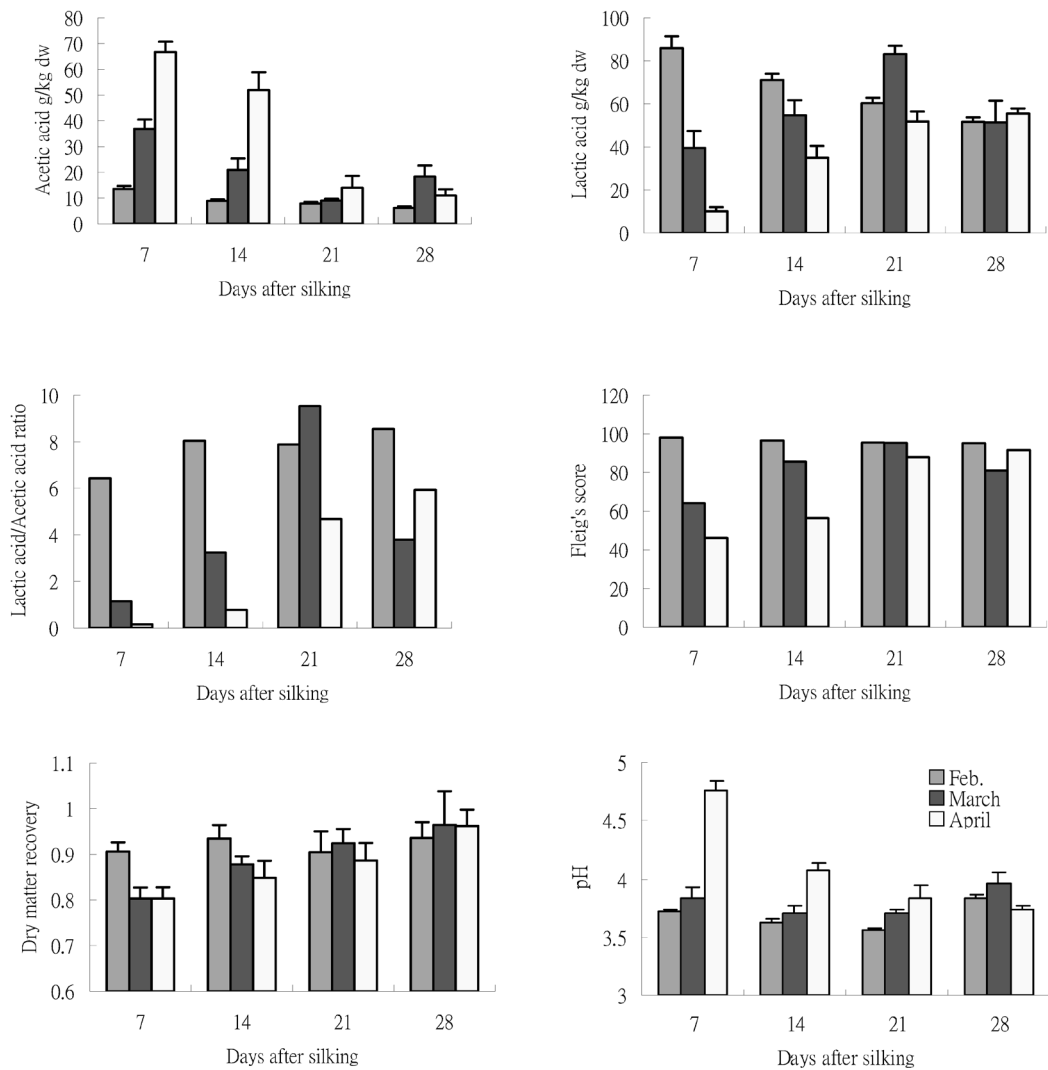 Acetic acid g/kg dw
80
70
60
50
40
30
20
10
0
7 14 21 28
Days after silking
Lactic acid g/kg dw
100
80
60
40
20
0
7 14 21 28
Days after silking
Lactic acid/Acetic acid ratio
10
8
6
4
2
0
7 14 21 28
Days after silking
Fleig's score
120
100
80
60
40
20
0
7 14 21 28
Days after silking
Dry matter recovery
1.1
1
0.9
0.8
0.7
0.6
7 14 21 28
Days after silking
pH
5
4.5
4
3.5
3
Feb.
March
April
7 14 21 28
Days after silking